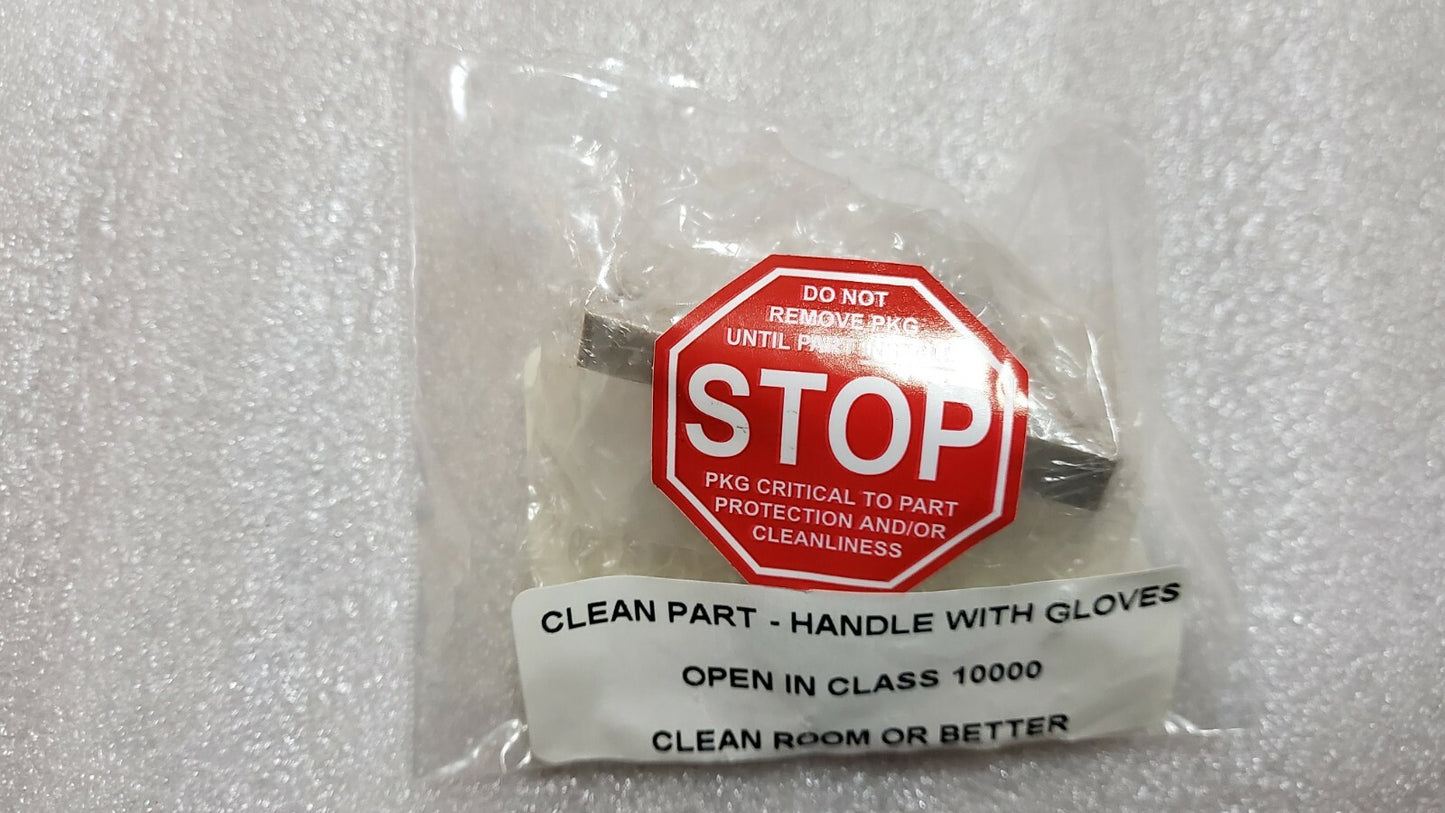 DO NOT
REMOVE PKG
UNTIL PART
STOP
PKG CRITICAL TO PART
PROTECTION AND/OR
CLEANLINESS
CLEAN PART - HANDLE WITH GLOVES
OPEN IN CLASS 10000
CLEAN ROOM OR BETTER